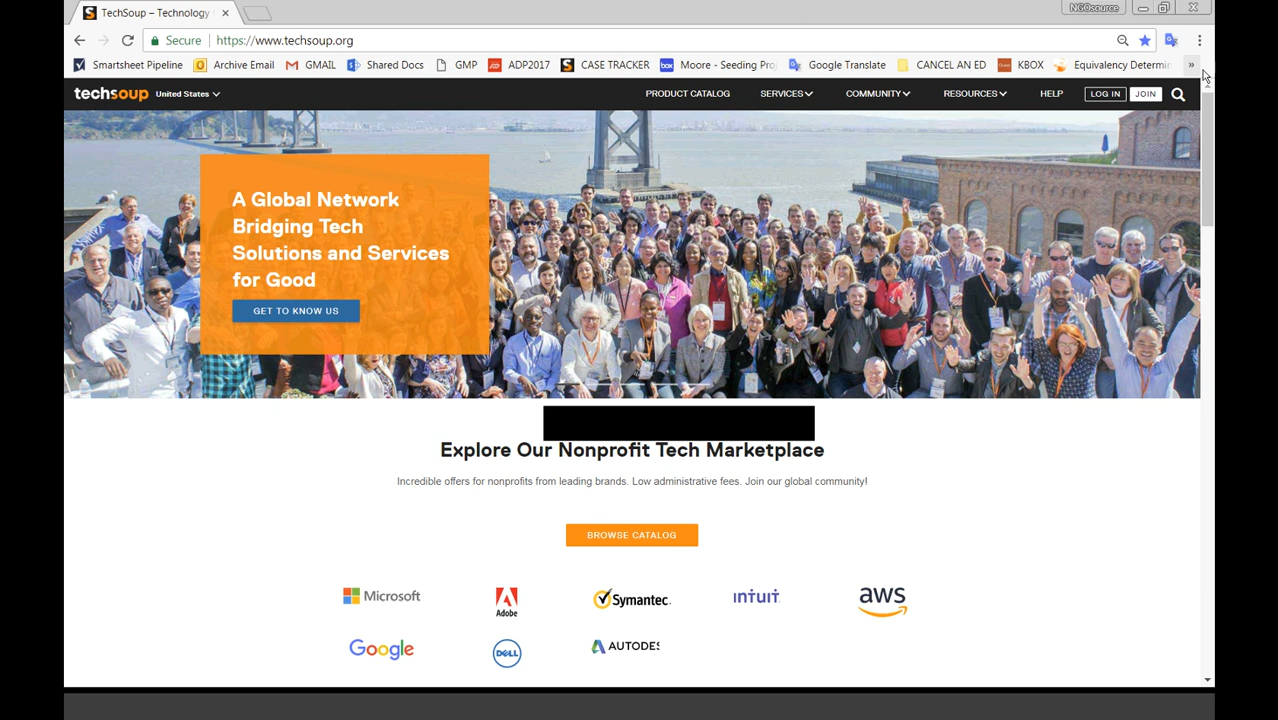 TechSoup – Technology
NGOsource
Secure
https://www.techsoup.org
Smartsheet Pipeline
Archive Email
GMAIL
Shared Docs
GMP
ADP2017
CASE TRACKER
Moore - Seeding Pro
Google Translate
CANCEL AN ED
KBOX
Equivalency Determin
»
techsoup
United States
PRODUCT CATALOG
SERVICES
COMMUNITY
RESOURCES
HELP
LOG IN
JOIN
A Global Network
Bridging Tech
Solutions and Services
for Good
GET TO KNOW US
Explore Our Nonprofit Tech Marketplace
Incredible offers for nonprofits from leading brands. Low administrative fees. Join our global community!
BROWSE CATALOG
Microsoft
Adobe
Symantec.
intuit
aws
Google
DELL
AUTODES